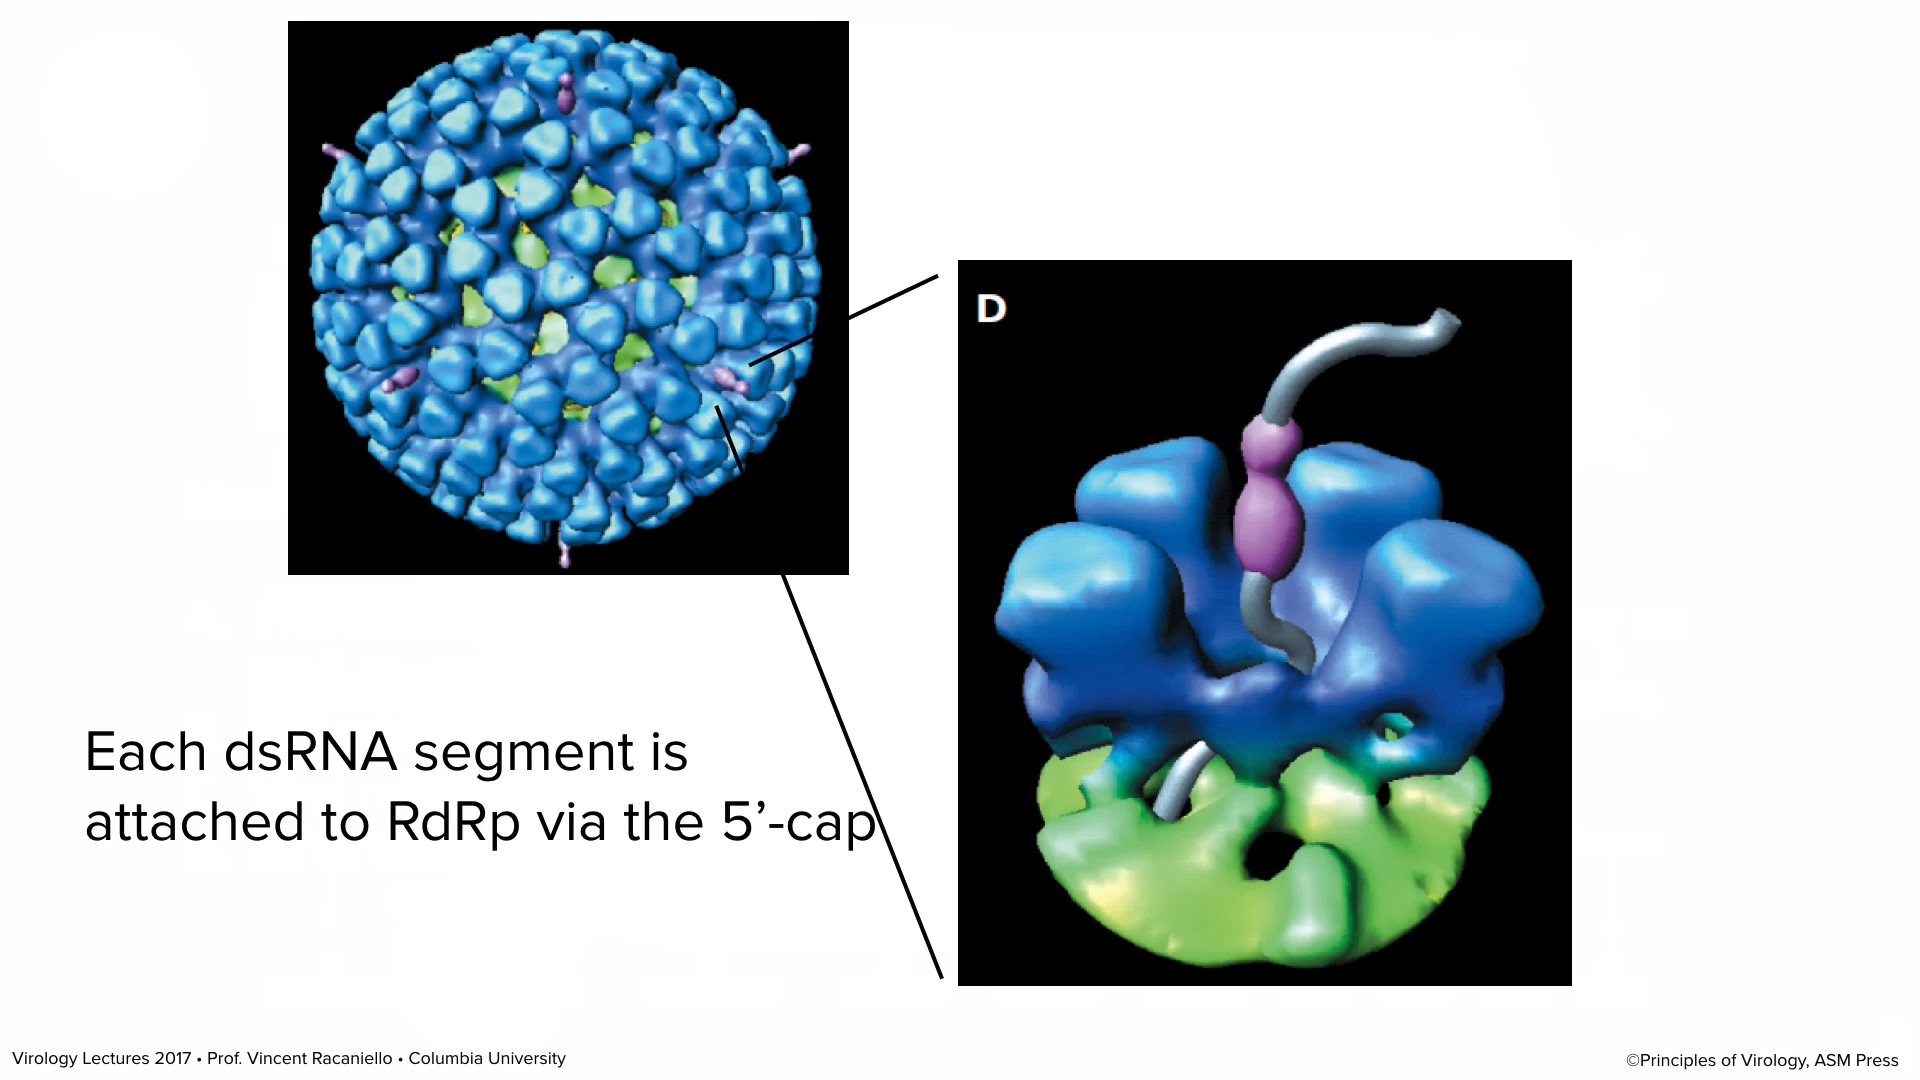 D
Each dsRNA segment is
attached to RdRp via the 5’-cap
Virology Lectures 2017 • Prof. Vincent Racaniello • Columbia University
©Principles of Virology, ASM Press